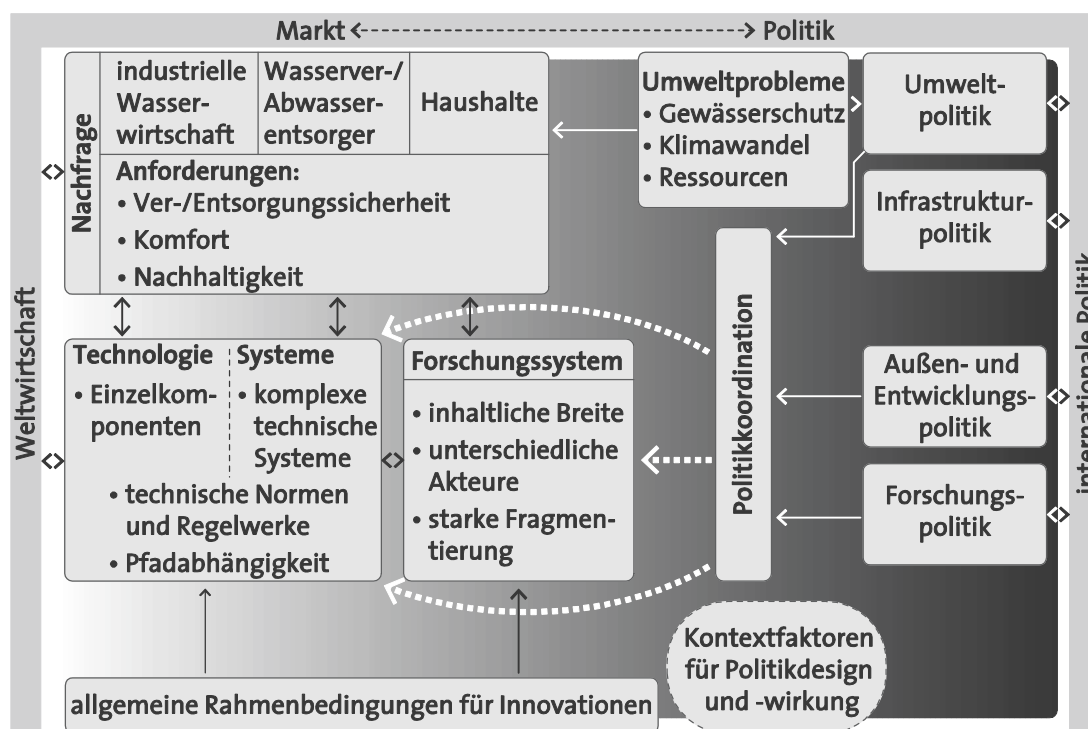 Markt
Politik
Nachfrage
industrielle
Wasser-
wirtschaft
Wasserver-/
Abwasser-
entsorger
Haushalte
Anforderungen:
• Ver-/Entsorgungssicherheit
• Komfort
• Nachhaltigkeit
Umweltprobleme
• Gewässerschutz
• Klimawandel
• Ressourcen
Umwelt-
politik
Infrastruktur-
politik
Außen- und
Entwicklungs-
politik
Forschungs-
politik
Politikkoordination
Weltwirtschaft
internationale Politik
Technologie
• Einzelkom-
ponenten
Systeme
• komplexe
technische
Systeme
• technische Normen
und Regelwerke
• Pfadabhängigkeit
Forschungssystem
• inhaltliche Breite
• unterschiedliche
Akteure
• starke Fragmen-
tierung
Kontextfaktoren
für Politikdesign
und -wirkung
allgemeine Rahmenbedingungen für Innovationen